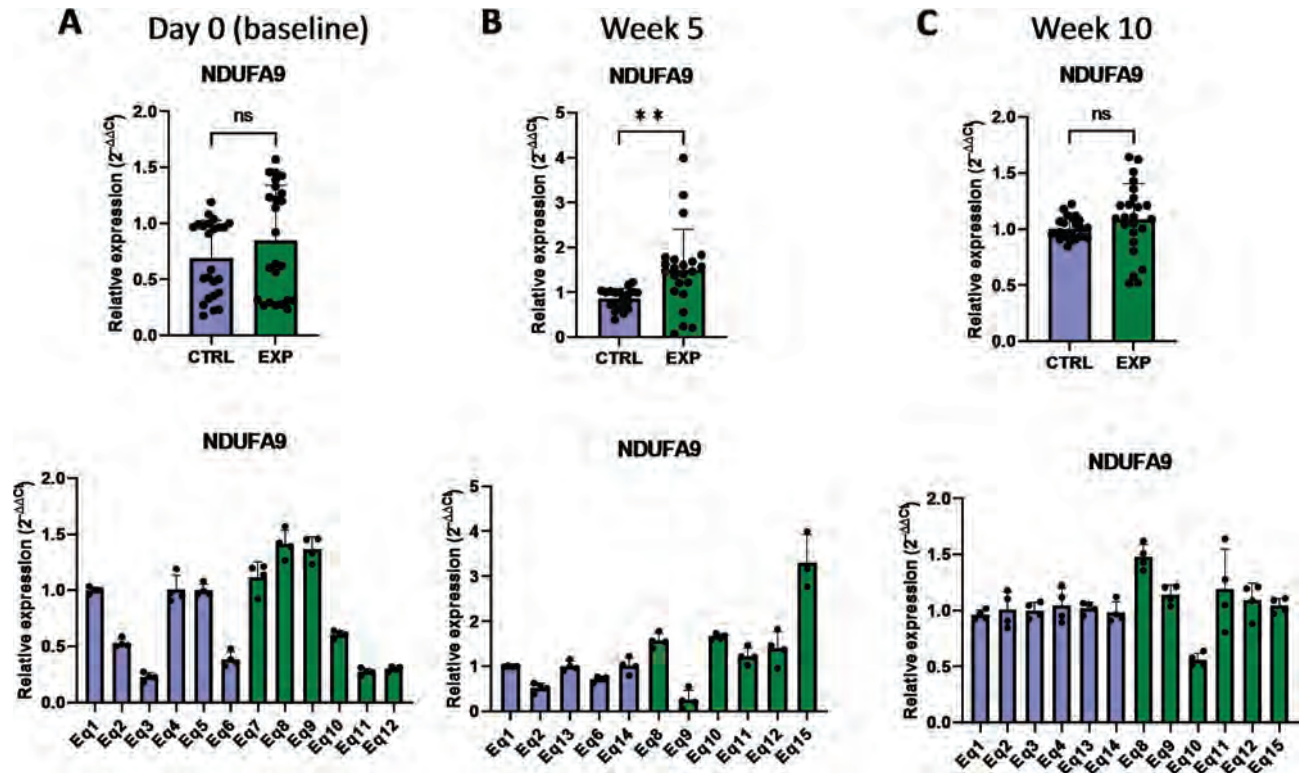 A Day 0 (baseline)
NDUFA9
Relative expression (2^-ΔΔCt)
2.0
1.5
1.0
0.5
0.0
ns
CTRL EXP
NDUFA9
Relative expression (2^-ΔΔCt)
2.0
1.5
1.0
0.5
0.0
Eq1 Eq2 Eq3 Eq4 Eq5 Eq6 Eq7 Eq8 Eq9 Eq10 Eq11 Eq12
B Week 5
NDUFA9
Relative expression (2^-ΔΔCt)
5
4
3
2
1
0
**
CTRL EXP
NDUFA9
Relative expression (2^-ΔΔCt)
5
4
3
2
1
0
Eq1 Eq2 Eq13 Eq6 Eq14 Eq8 Eq9 Eq10 Eq11 Eq12 Eq15
C Week 10
NDUFA9
Relative expression (2^-ΔΔCt)
2.0
1.5
1.0
0.5
0.0
ns
CTRL EXP
NDUFA9
Relative expression (2^-ΔΔCt)
2.0
1.5
1.0
0.5
0.0
Eq1 Eq2 Eq3 Eq4 Eq13 Eq14 Eq8 Eq9 Eq10 Eq11 Eq12 Eq15